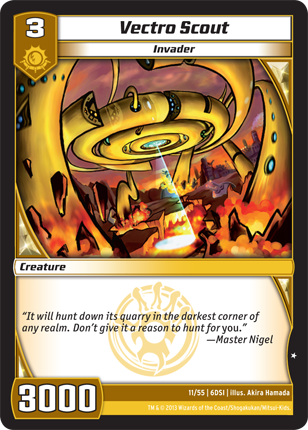 3
Vectro Scout
Invader
Creature
“It will hunt down its quarry in the darkest corner of
any realm. Don’t give it a reason to hunt for you.”
—Master Nigel
3000
11/55 | 6DSI | illus. Akira Hamada
TM & © 2013 Wizards of the Coast/Shogakukan/Mitsui-Kids